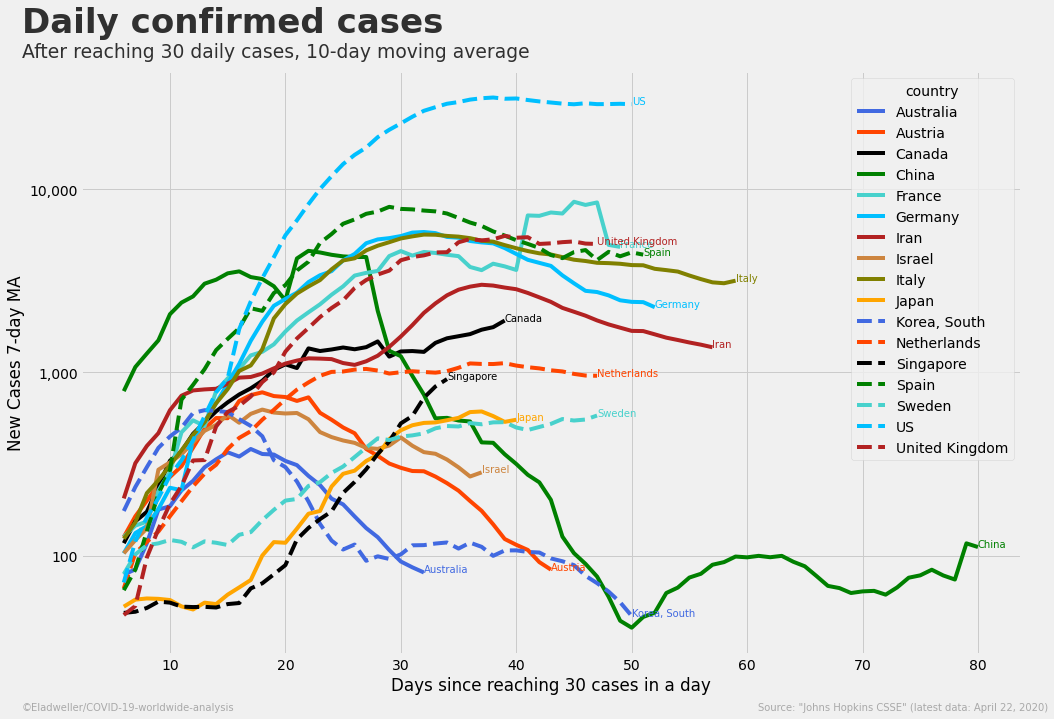 Daily confirmed cases
After reaching 30 daily cases, 10-day moving average
New Cases 7-day MA
10,000
1,000
100
US
United Kingdom
France
Spain
Italy
Germany
Canada
Iran
Singapore
Netherlands
Japan
Sweden
Israel
Australia
Austria
Korea, South
China
country
Australia
Austria
Canada
China
France
Germany
Iran
Israel
Italy
Japan
Korea, South
Netherlands
Singapore
Spain
Sweden
US
United Kingdom
10 20 30 40 50 60 70 80
Days since reaching 30 cases in a day
©Eladweller/COVID-19-worldwide-analysis
Source: "Johns Hopkins CSSE" (latest data: April 22, 2020)